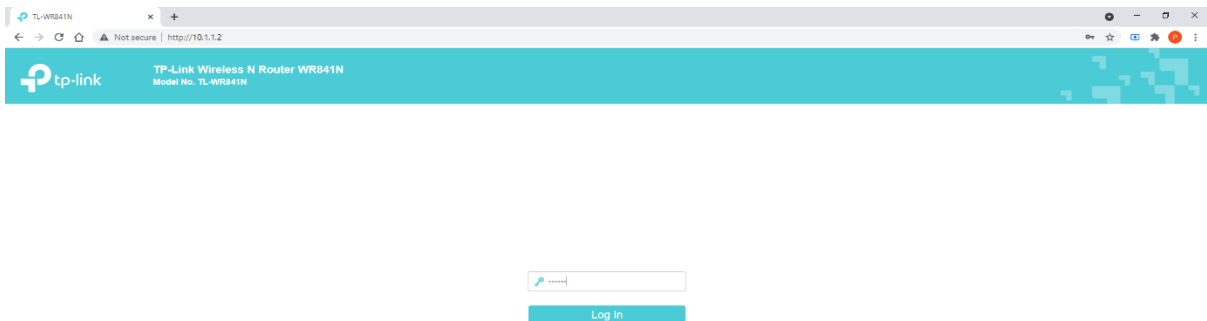 TL-WR841N
Not secure | http://10.1.1.2
P
tp-link
TP-Link Wireless N Router WR841N
Model No. TL-WR841N
Log In